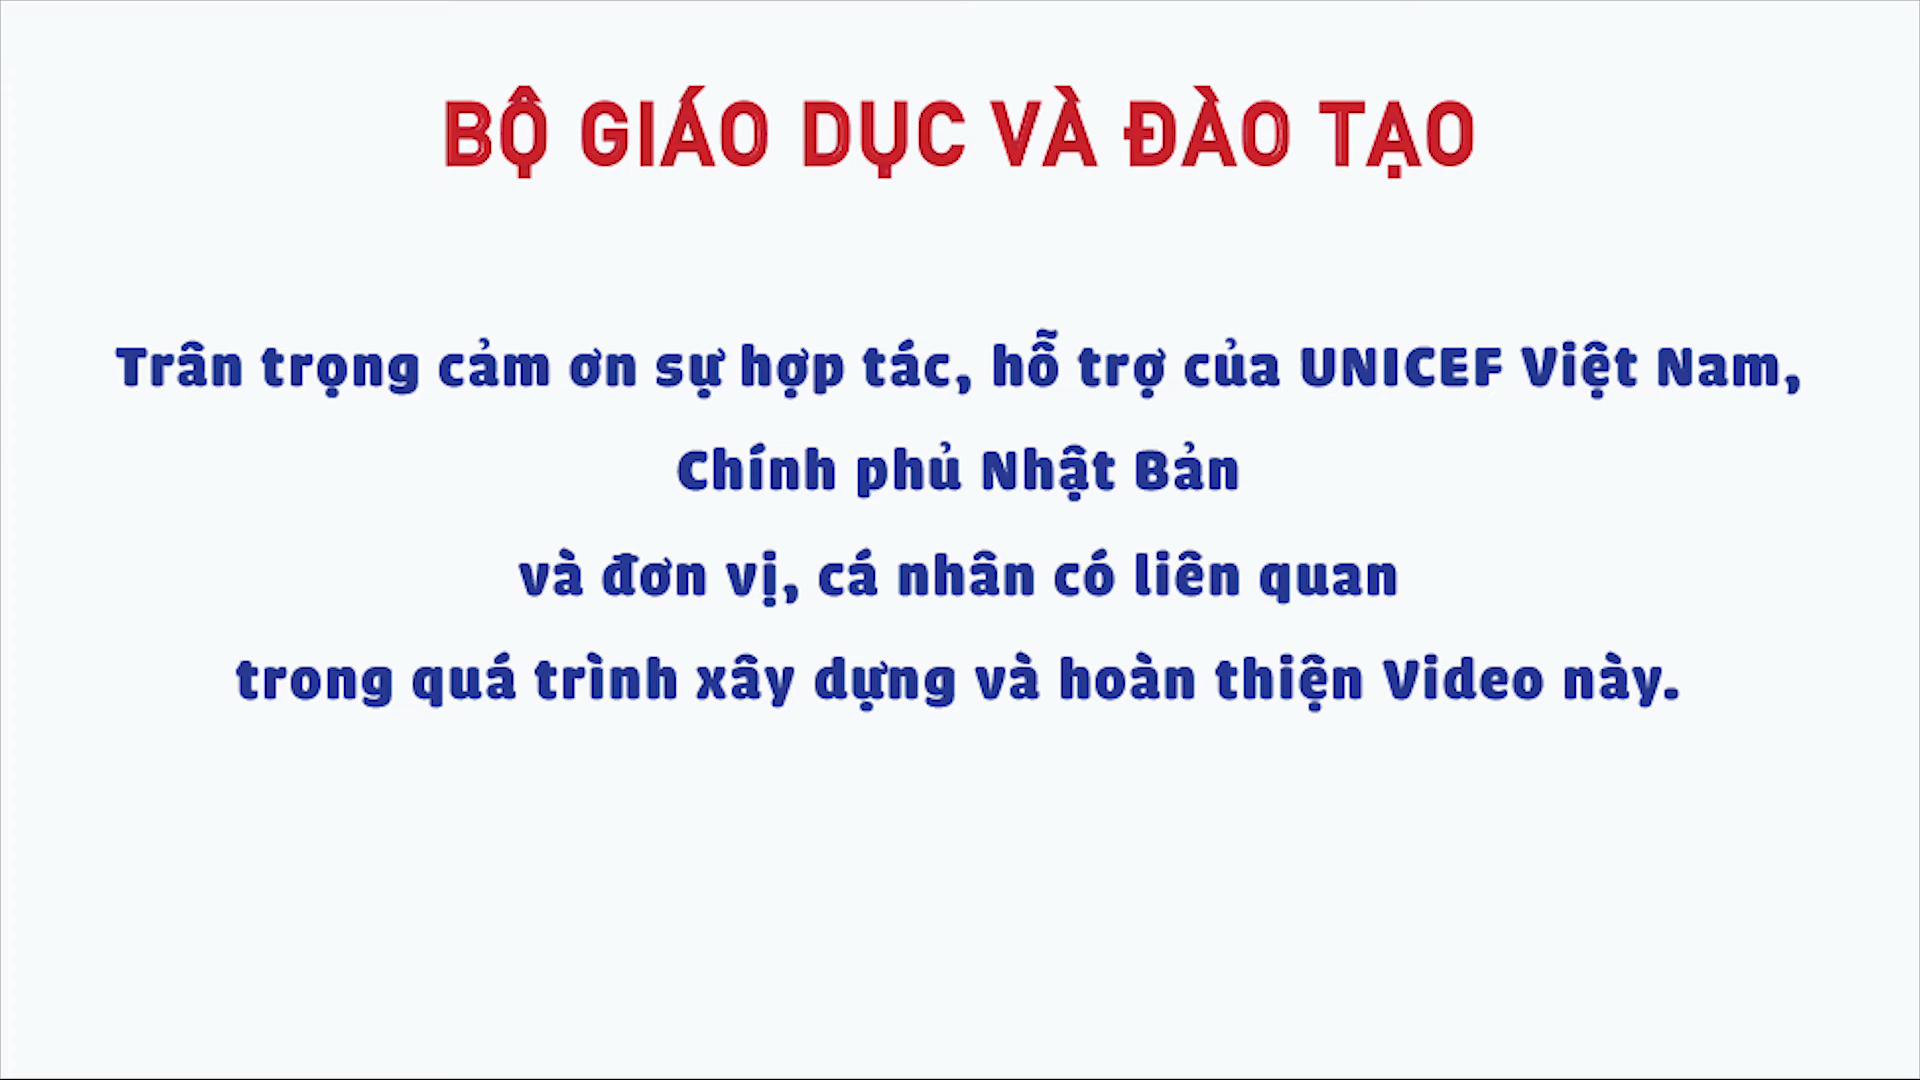 BỘ GIÁO DỤC VÀ ĐÀO TẠO
Trân trọng cảm ơn sự hợp tác, hỗ trợ của UNICEF Việt Nam,
Chính phủ Nhật Bản
và đơn vị, cá nhân có liên quan
trong quá trình xây dựng và hoàn thiện Video này.